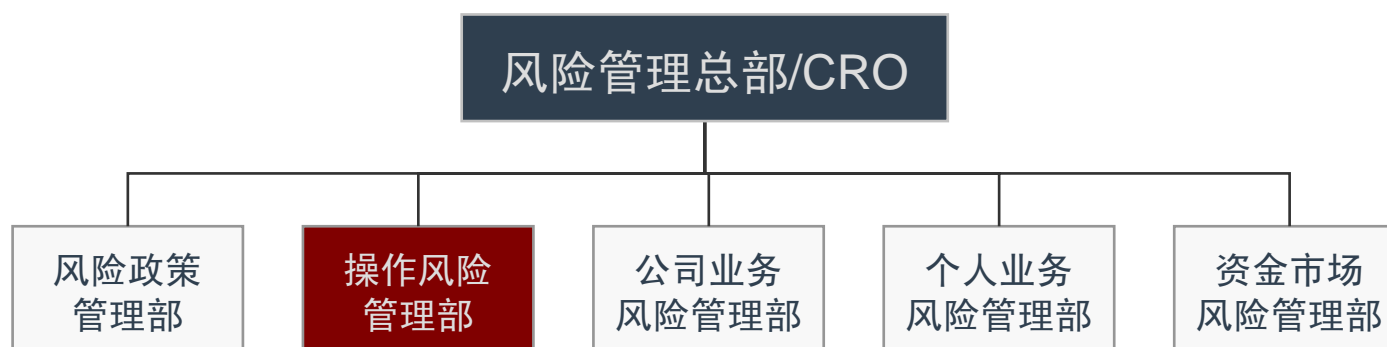 风险管理总部/CRO
风险政策
管理部
操作风险
管理部
公司业务
风险管理部
个人业务
风险管理部
资金市场
风险管理部